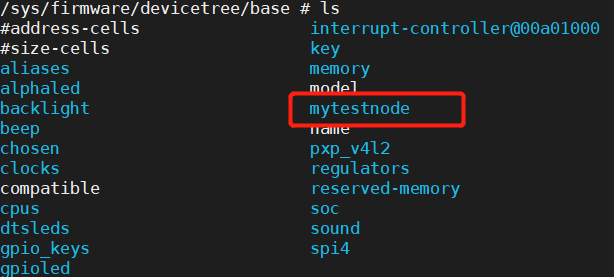 /sys/firmware/devicetree/base # ls
#address-cells interrupt-controller@00a01000
#size-cells key
aliases memory
alphaled model
backlight mytestnode
beep name
chosen pxp_v4l2
clocks regulators
compatible reserved-memory
cpus soc
dtsleds sound
gpio_keys spi4
gpioled